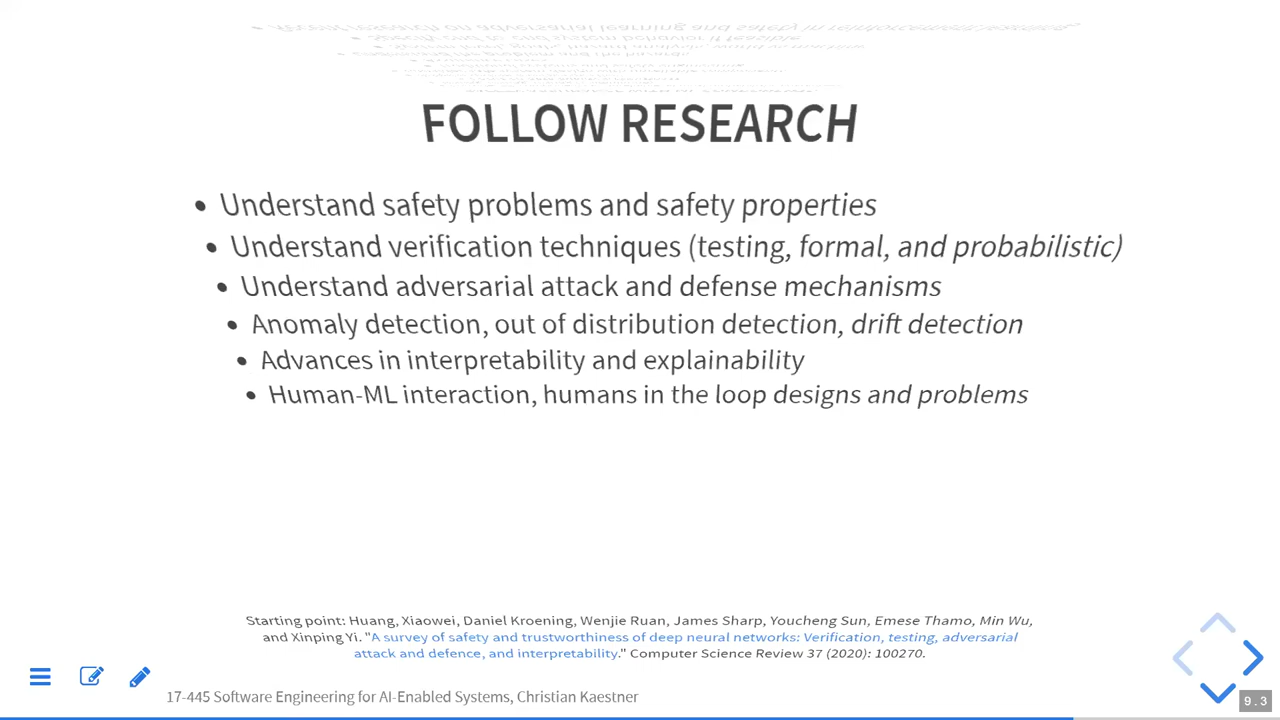 FOLLOW RESEARCH
• Understand safety problems and safety properties
• Understand verification techniques (testing, formal, and probabilistic)
• Understand adversarial attack and defense mechanisms
• Anomaly detection, out of distribution detection, drift detection
• Advances in interpretability and explainability
• Human-ML interaction, humans in the loop designs and problems
Starting point: Huang, Xiaowei, Daniel Kroening, Wenjie Ruan, James Sharp, Youcheng Sun, Emese Thamo, Min Wu,
and Xinping Yi. "A survey of safety and trustworthiness of deep neural networks: Verification, testing, adversarial
attack and defence, and interpretability." Computer Science Review 37 (2020): 100270.
17-445 Software Engineering for AI-Enabled Systems, Christian Kaestner
9.3